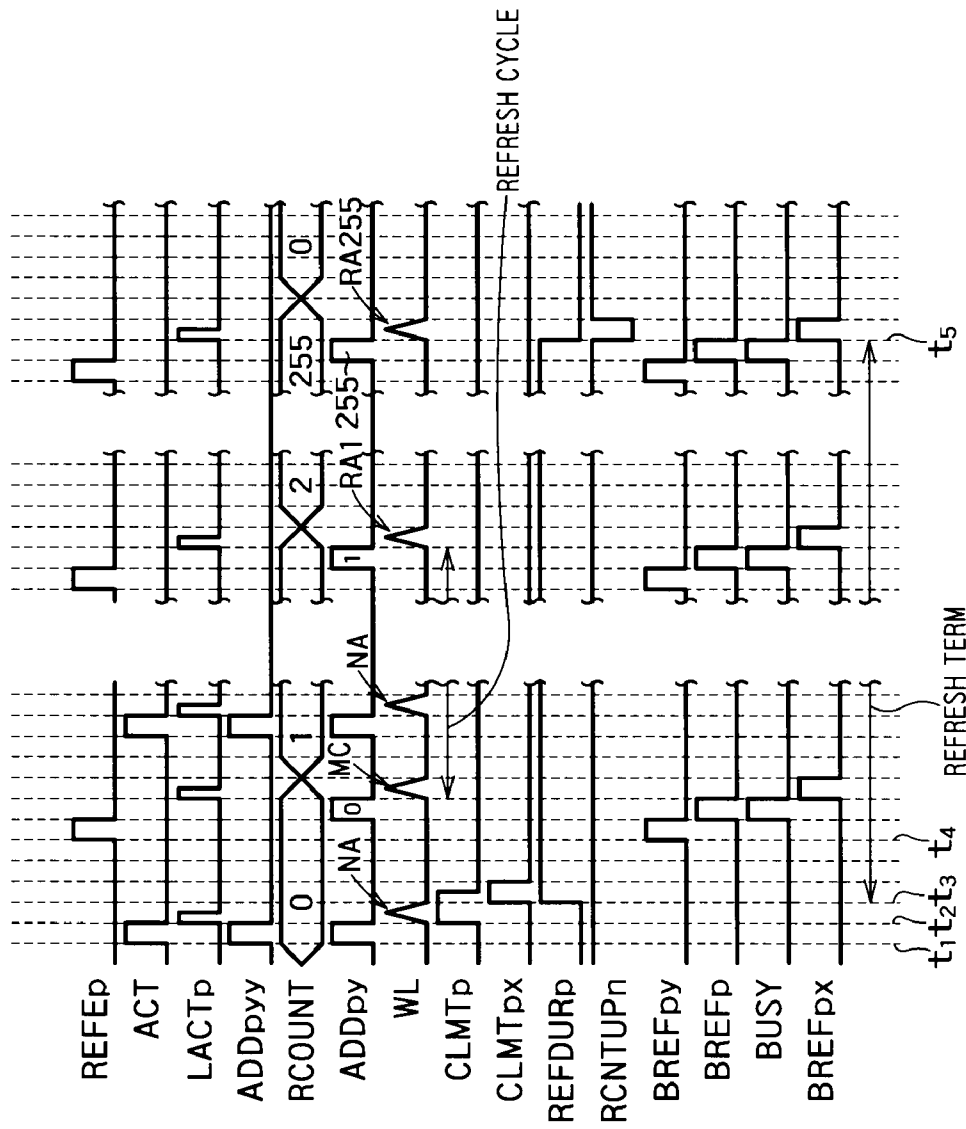 REFEp
ACT
LACTp
ADDpyy
RCOUNT 0 1 2 255 0
ADDpy 0 1 255
WL NA MC NA RA1 RA255
CLMTp
CLMTpx
REFDURp
RCNTUPn
BREFpy
BREFp
BUSY
BREFpx
REFRESH CYCLE
t1 t2 t3 t4 t5
REFRESH TERM